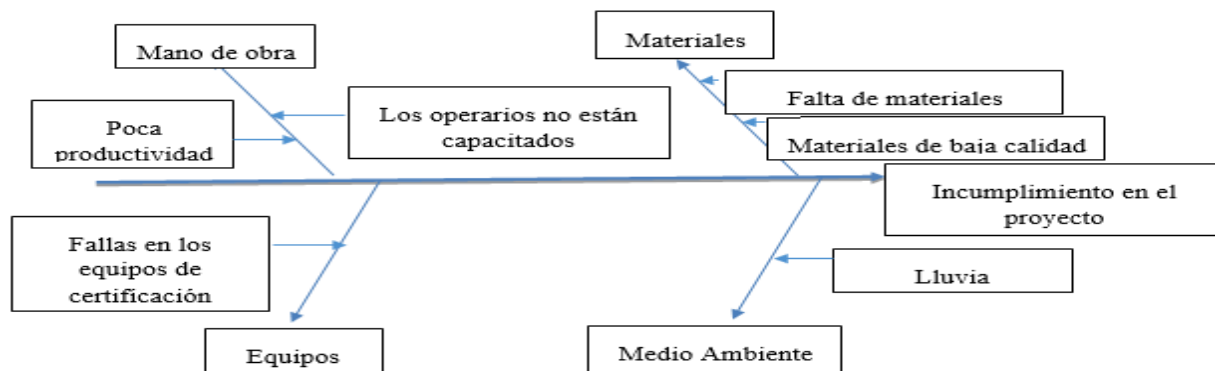 Mano de obra
Materiales
Falta de materiales
Los operarios no están
capacitados
Poca
productividad
Materiales de baja calidad
Incumplimiento en el
proyecto
Fallas en los
equipos de
certificación
Lluvia
Equipos
Medio Ambiente